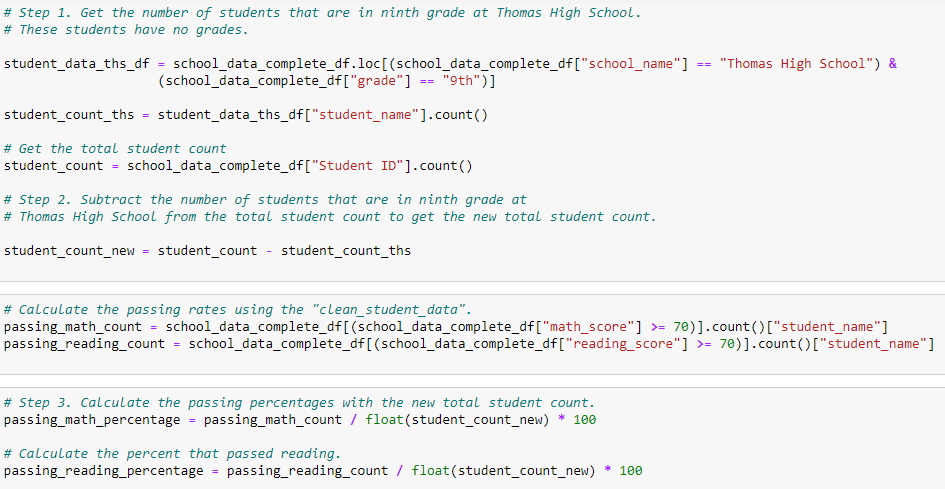 # Step 1. Get the number of students that are in ninth grade at Thomas High School.
# These students have no grades.
student_data_ths_df = school_data_complete_df.loc[(school_data_complete_df["school_name"] == "Thomas High School") &
(school_data_complete_df["grade"] == "9th")]
student_count_ths = student_data_ths_df["student_name"].count()
# Get the total student count
student_count = school_data_complete_df["Student ID"].count()
# Step 2. Subtract the number of students that are in ninth grade at
# Thomas High School from the total student count to get the new total student count.
student_count_new = student_count - student_count_ths
# Calculate the passing rates using the "clean_student_data".
passing_math_count = school_data_complete_df[(school_data_complete_df["math_score"] >= 70)].count()["student_name"]
passing_reading_count = school_data_complete_df[(school_data_complete_df["reading_score"] >= 70)].count()["student_name"]
# Step 3. Calculate the passing percentages with the new total student count.
passing_math_percentage = passing_math_count / float(student_count_new) * 100
# Calculate the percent that passed reading.
passing_reading_percentage = passing_reading_count / float(student_count_new) * 100